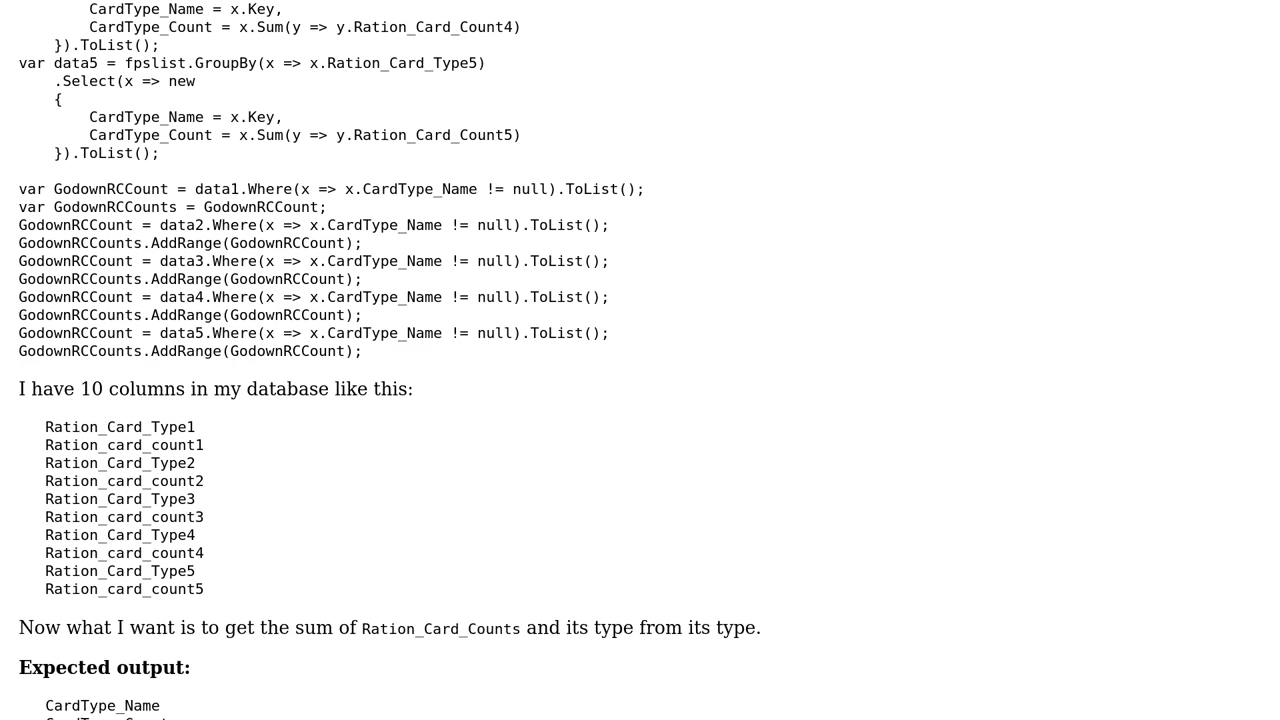 CardType_Name = x.Key,
CardType_Count = x.Sum(y => y.Ration_Card_Count4)
}).ToList();
var data5 = fpslist.GroupBy(x => x.Ration_Card_Type5)
.Select(x => new
{
CardType_Name = x.Key,
CardType_Count = x.Sum(y => y.Ration_Card_Count5)
}).ToList();
var GodownRCCount = data1.Where(x => x.CardType_Name != null).ToList();
var GodownRCCounts = GodownRCCount;
GodownRCCount = data2.Where(x => x.CardType_Name != null).ToList();
GodownRCCounts.AddRange(GodownRCCount);
GodownRCCount = data3.Where(x => x.CardType_Name != null).ToList();
GodownRCCounts.AddRange(GodownRCCount);
GodownRCCount = data4.Where(x => x.CardType_Name != null).ToList();
GodownRCCounts.AddRange(GodownRCCount);
GodownRCCount = data5.Where(x => x.CardType_Name != null).ToList();
GodownRCCounts.AddRange(GodownRCCount);
I have 10 columns in my database like this:
Ration_Card_Type1
Ration_card_count1
Ration_Card_Type2
Ration_card_count2
Ration_Card_Type3
Ration_card_count3
Ration_Card_Type4
Ration_card_count4
Ration_Card_Type5
Ration_card_count5
Now what I want is to get the sum of Ration_Card_Counts and its type from its type.
Expected output:
CardType_Name